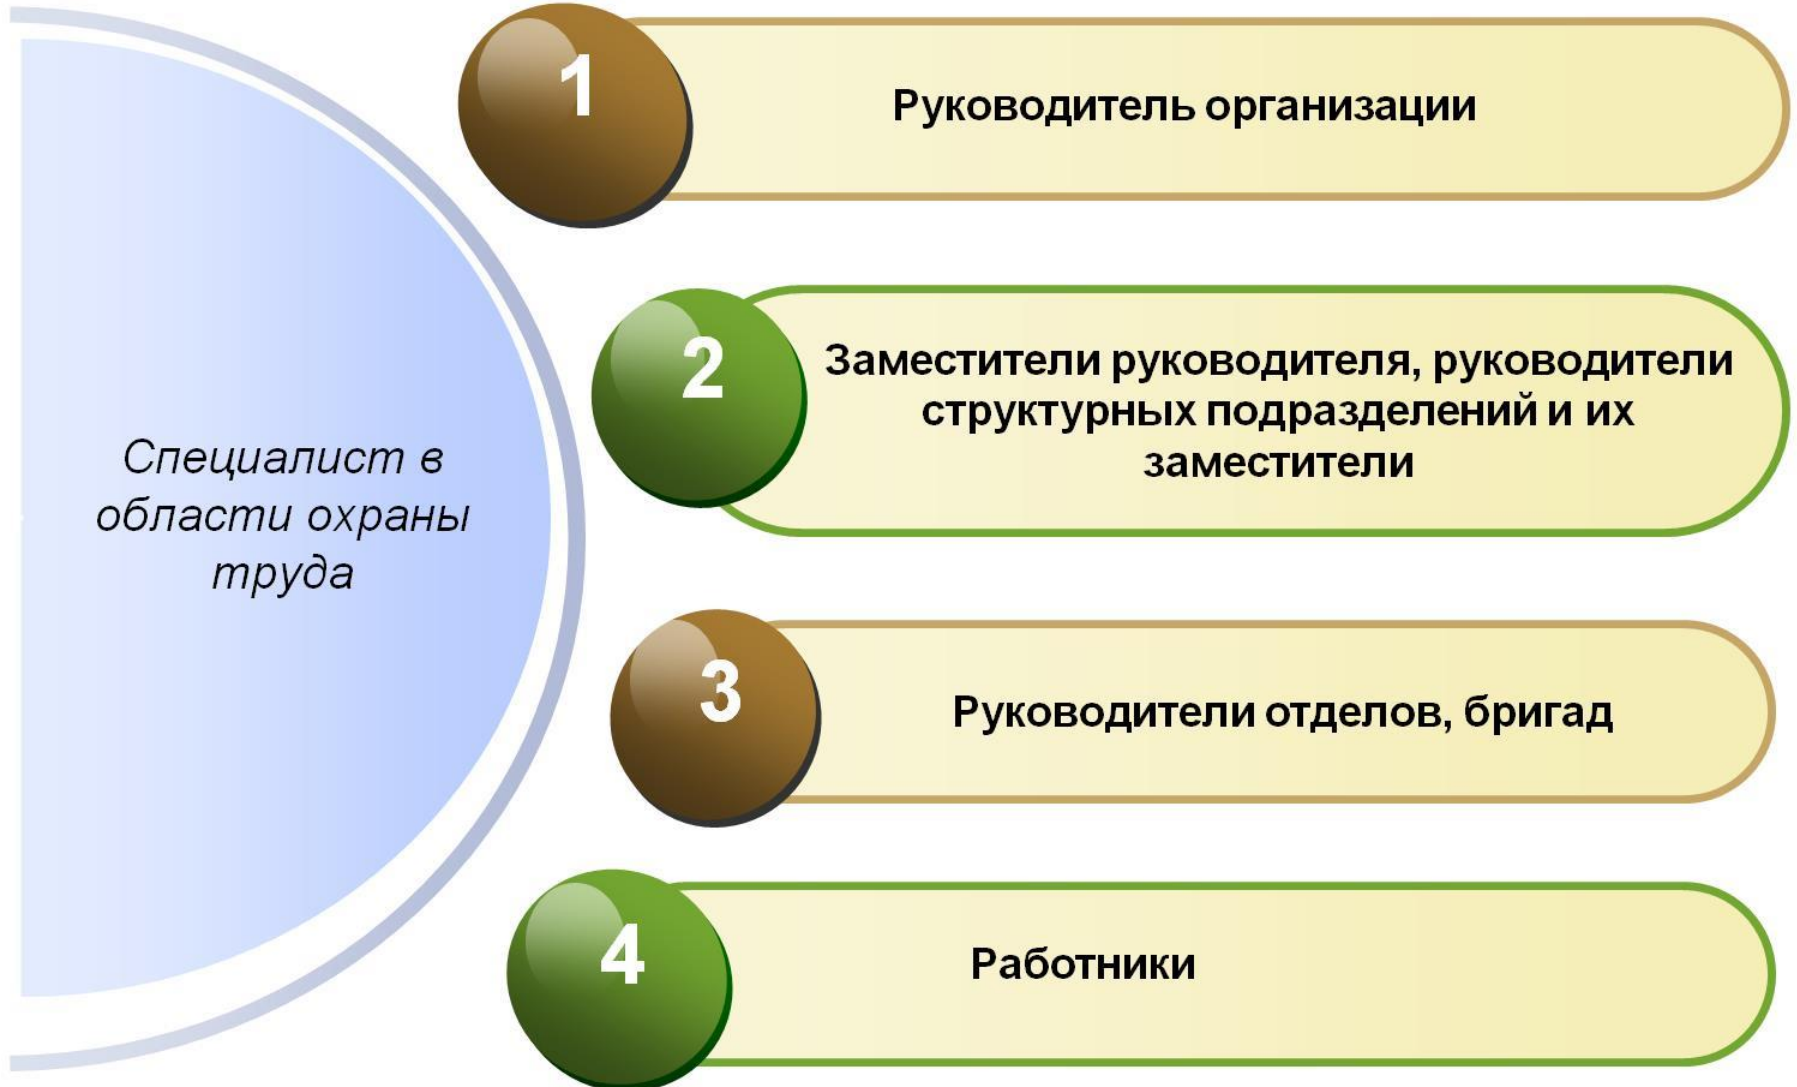 Специалист в
области охраны
труда
1
Руководитель организации
2
Заместители руководителя, руководители
структурных подразделений и их
заместители
3
Руководители отделов, бригад
4
Работники